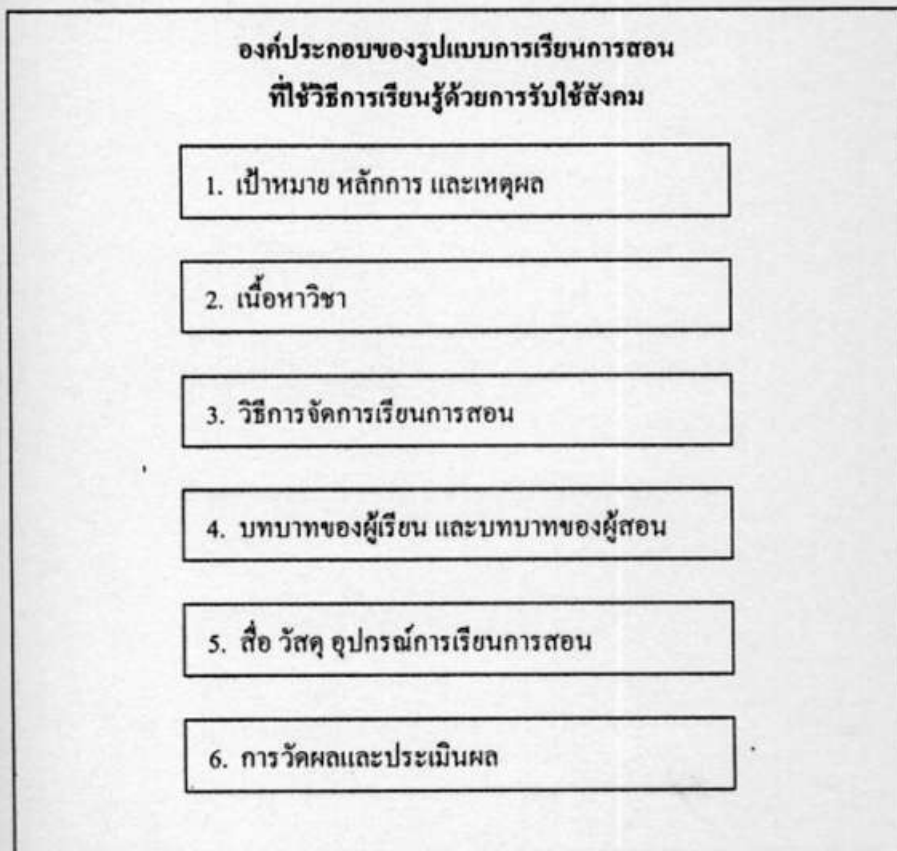 องค์ประกอบของรูปแบบการเรียนการสอน
ที่ใช้วิธีการเรียนรู้ด้วยการรับใช้สังคม
1. เป้าหมาย หลักการ และเหตุผล
2. เนื้อหาวิชา
3. วิธีการจัดการเรียนการสอน
4. บทบาทของผู้เรียน และบทบาทของผู้สอน
5. สื่อ วัสดุ อุปกรณ์การเรียนการสอน
6. การวัดผลและประเมินผล